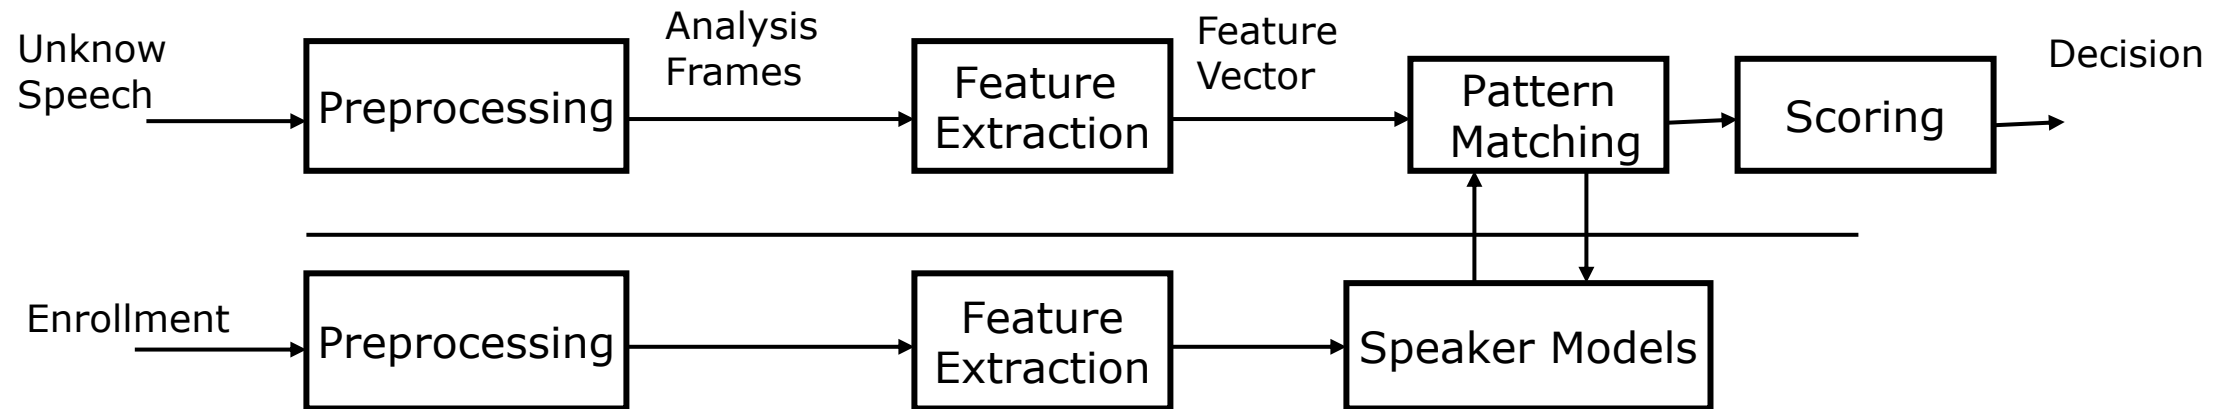 Unknow
Speech
Preprocessing
Analysis
Frames
Feature
Extraction
Feature
Vector
Pattern
Matching
Scoring
Decision
Enrollment
Preprocessing
Feature
Extraction
Speaker Models